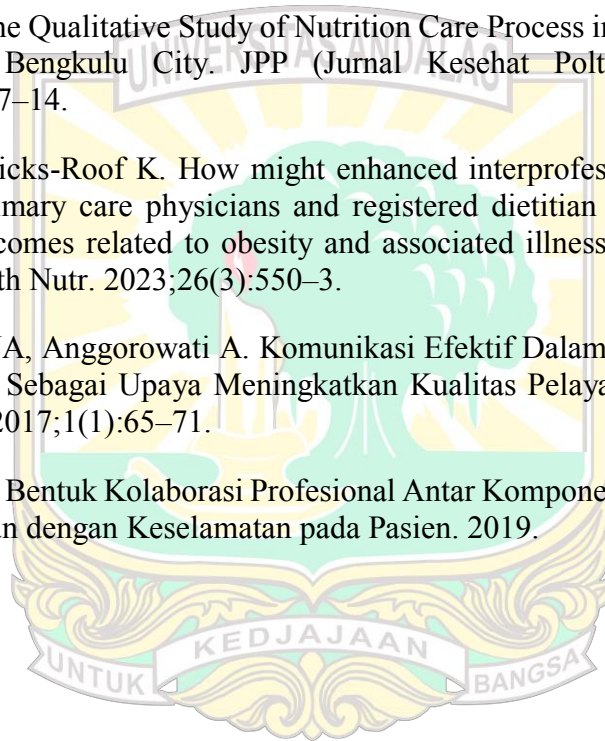 ne Qualitative Study of Nutrition Care Process in
Bengkulu City. JPP (Jurnal Kesehat Polt
7–14.
icks-Roof K. How might enhanced interprofes
mary care physicians and registered dietitian
comes related to obesity and associated illness
th Nutr. 2023;26(3):550–3.
A, Anggorowati A. Komunikasi Efektif Dalam
Sebagai Upaya Meningkatkan Kualitas Pelaya
2017;1(1):65–71.
Bentuk Kolaborasi Profesional Antar Kompone
n dengan Keselamatan pada Pasien. 2019.
UNIVERSITAS ANDALAS
UNTUK KEDJAJAAN BANGSA